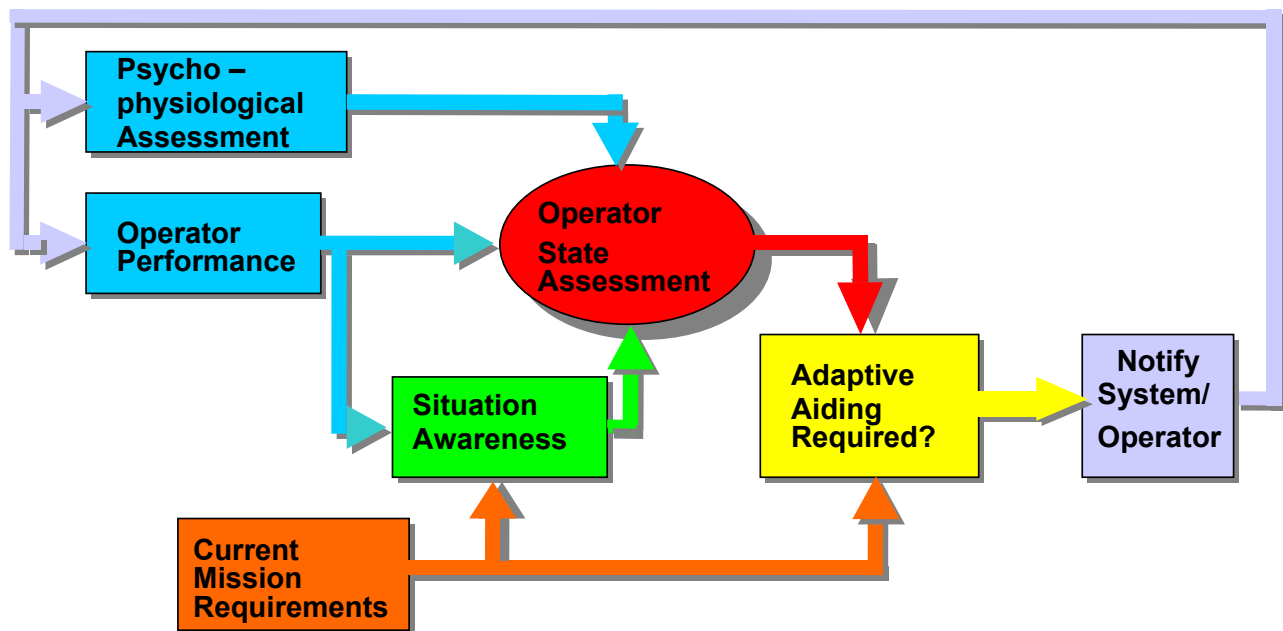 Psycho –
physiological
Assessment
Operator
Performance
Operator
State
Assessment
Situation
Awareness
Adaptive
Aiding
Required?
Notify
System/
Operator
Current
Mission
Requirements